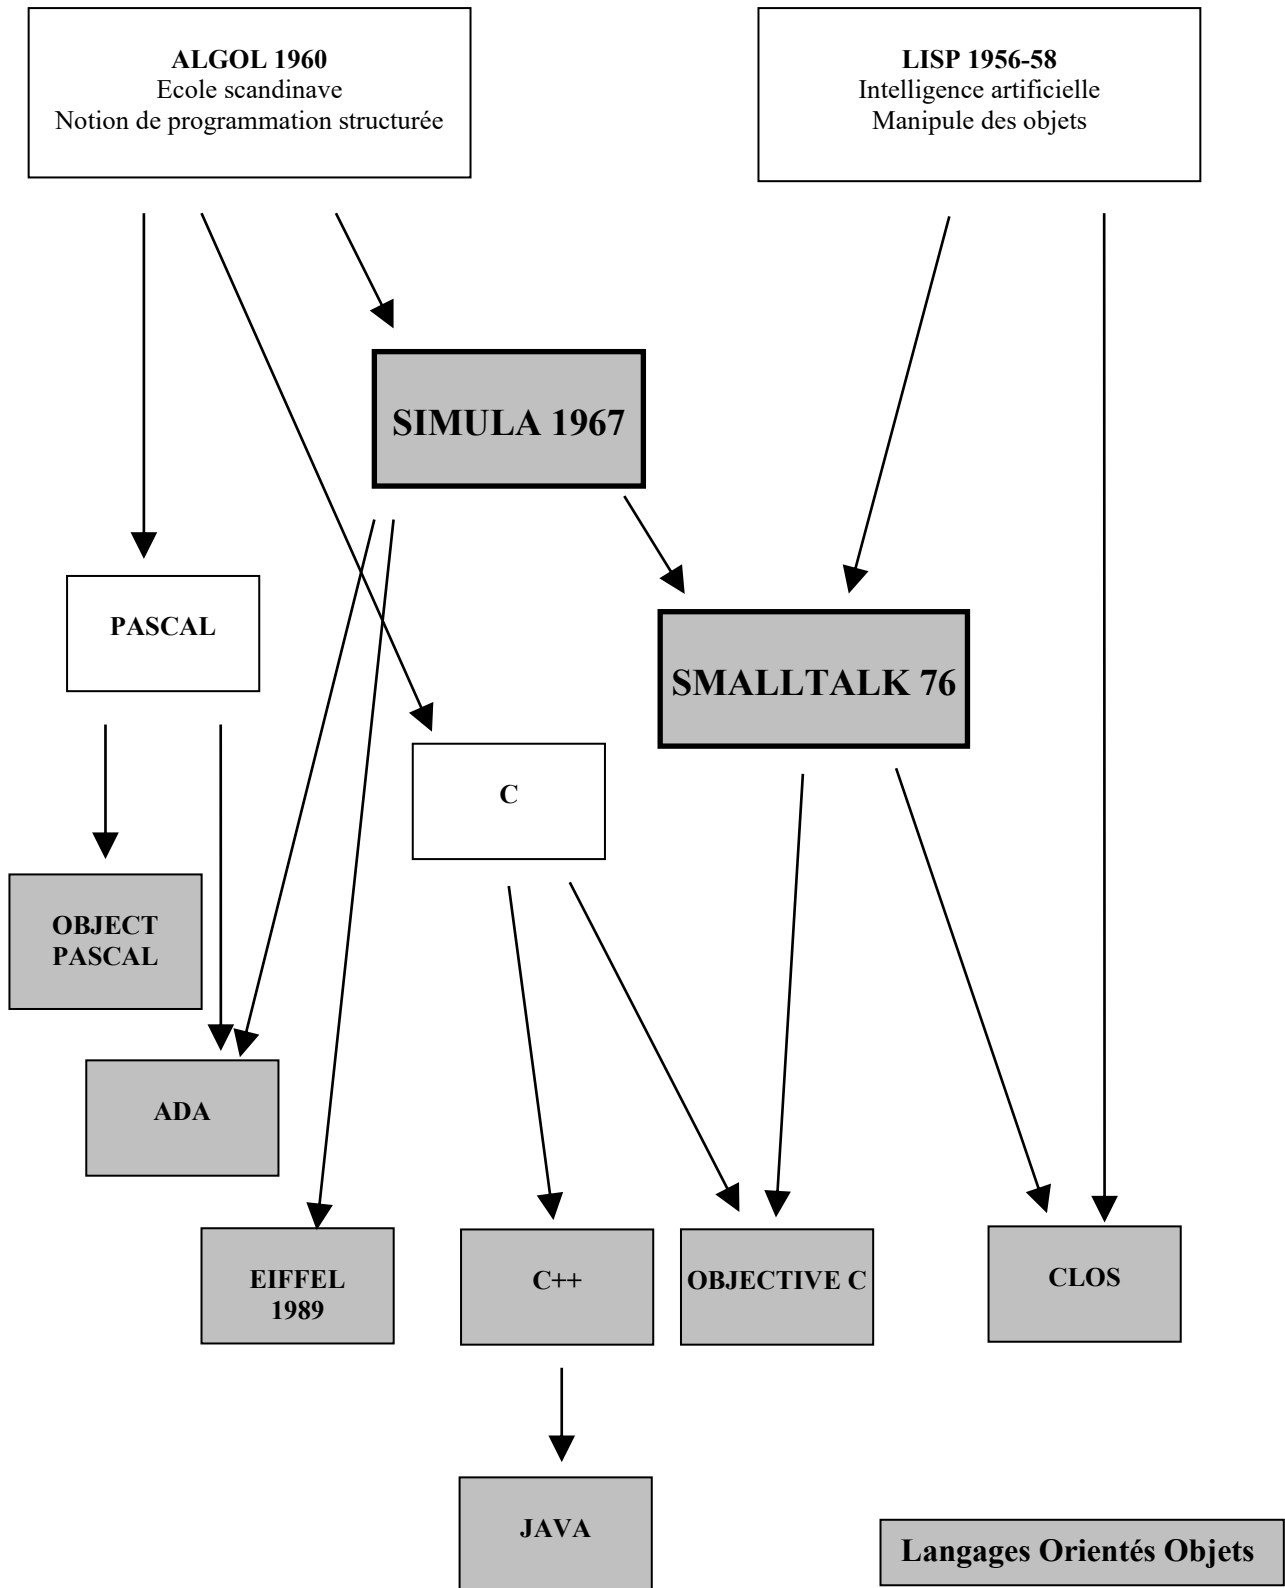 ALGOL 1960
Ecole scandinave
Notion de programmation structurée
LISP 1956-58
Intelligence artificielle
Manipule des objets
SIMULA 1967
PASCAL
SMALLTALK 76
C
OBJECT
PASCAL
ADA
EIFFEL
1989
C++
OBJECTIVE C
CLOS
JAVA
Langages Orientés Objets